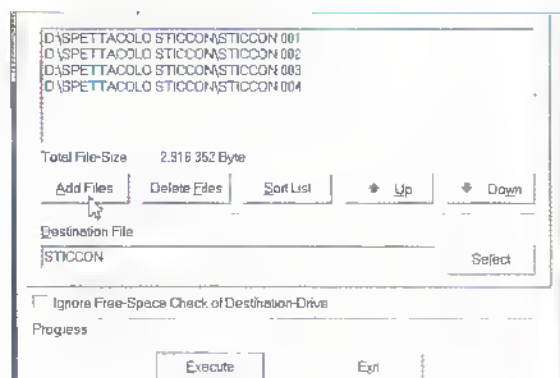 D:\SPETTACOLO STICCON\STICCON.001
D:\SPETTACOLO STICCON\STICCON.002
D:\SPETTACOLO STICCON\STICCON.003
D:\SPETTACOLO STICCON\STICCON.004
Total File-Size 2.916.352 Byte
Add Files Delete Files Sort List Up Down
Destination File
STICCON Select
Ignore Free-Space Check of Destination-Drive
Progress
Execute Exit